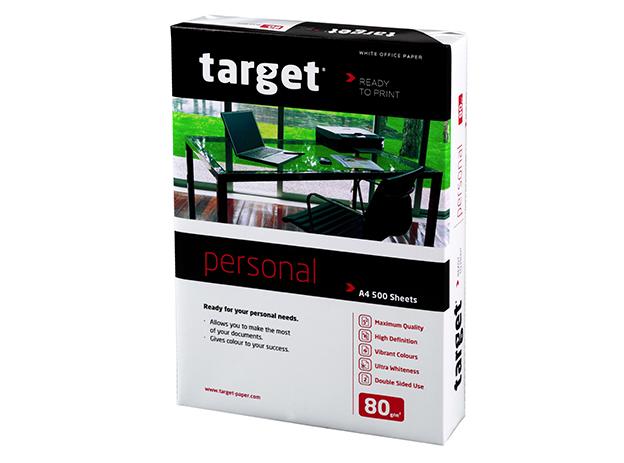 WHITE OFFICE PAPER
target®
READY
TO PRINT
personal
A4 500 Sheets
Ready for your personal needs.
· Allows you to make the most
of your documents.
· Gives colour to your success.
Maximum Quality
High Definition
Vibrant Colours
Ultra Whiteness
Double Sided Use
80 g/m²
www.target-paper.com
personal
target